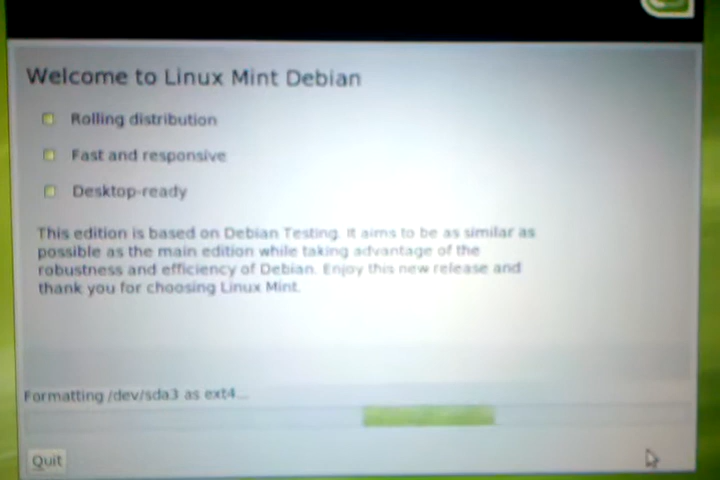 Welcome to Linux Mint Debian
Rolling distribution
Fast and responsive
Desktop-ready
This edition is based on Debian Testing. It aims to be as similar as
possible as the main edition while taking advantage of the
robustness and efficiency of Debian. Enjoy this new release and
thank you for choosing Linux Mint.
Formatting /dev/sda3 as ext4...
Quit